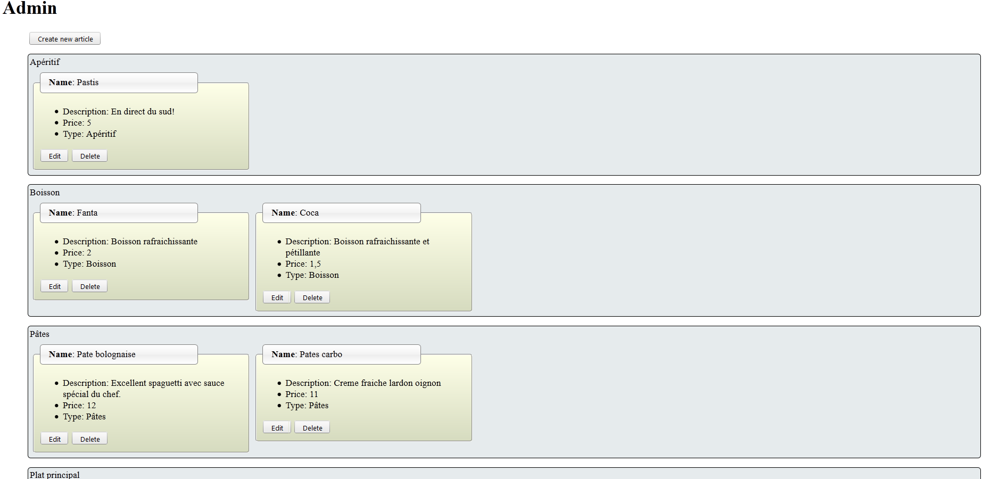 Admin
Create new article
Apéritif
Name: Pastis
Description: En direct du sud!
Price: 5
Type: Apéritif
Edit Delete
Boisson
Name: Fanta
Description: Boisson rafraichissante
Price: 2
Type: Boisson
Edit Delete
Name: Coca
Description: Boisson rafraichissante et
pétillante
Price: 1,5
Type: Boisson
Edit Delete
Pâtes
Name: Pate bolognaise
Description: Excellent spaguetti avec sauce
spécial du chef.
Price: 12
Type: Pâtes
Edit Delete
Name: Pates carbo
Description: Creme fraiche lardon oignon
Price: 11
Type: Pâtes
Edit Delete
Plat principal